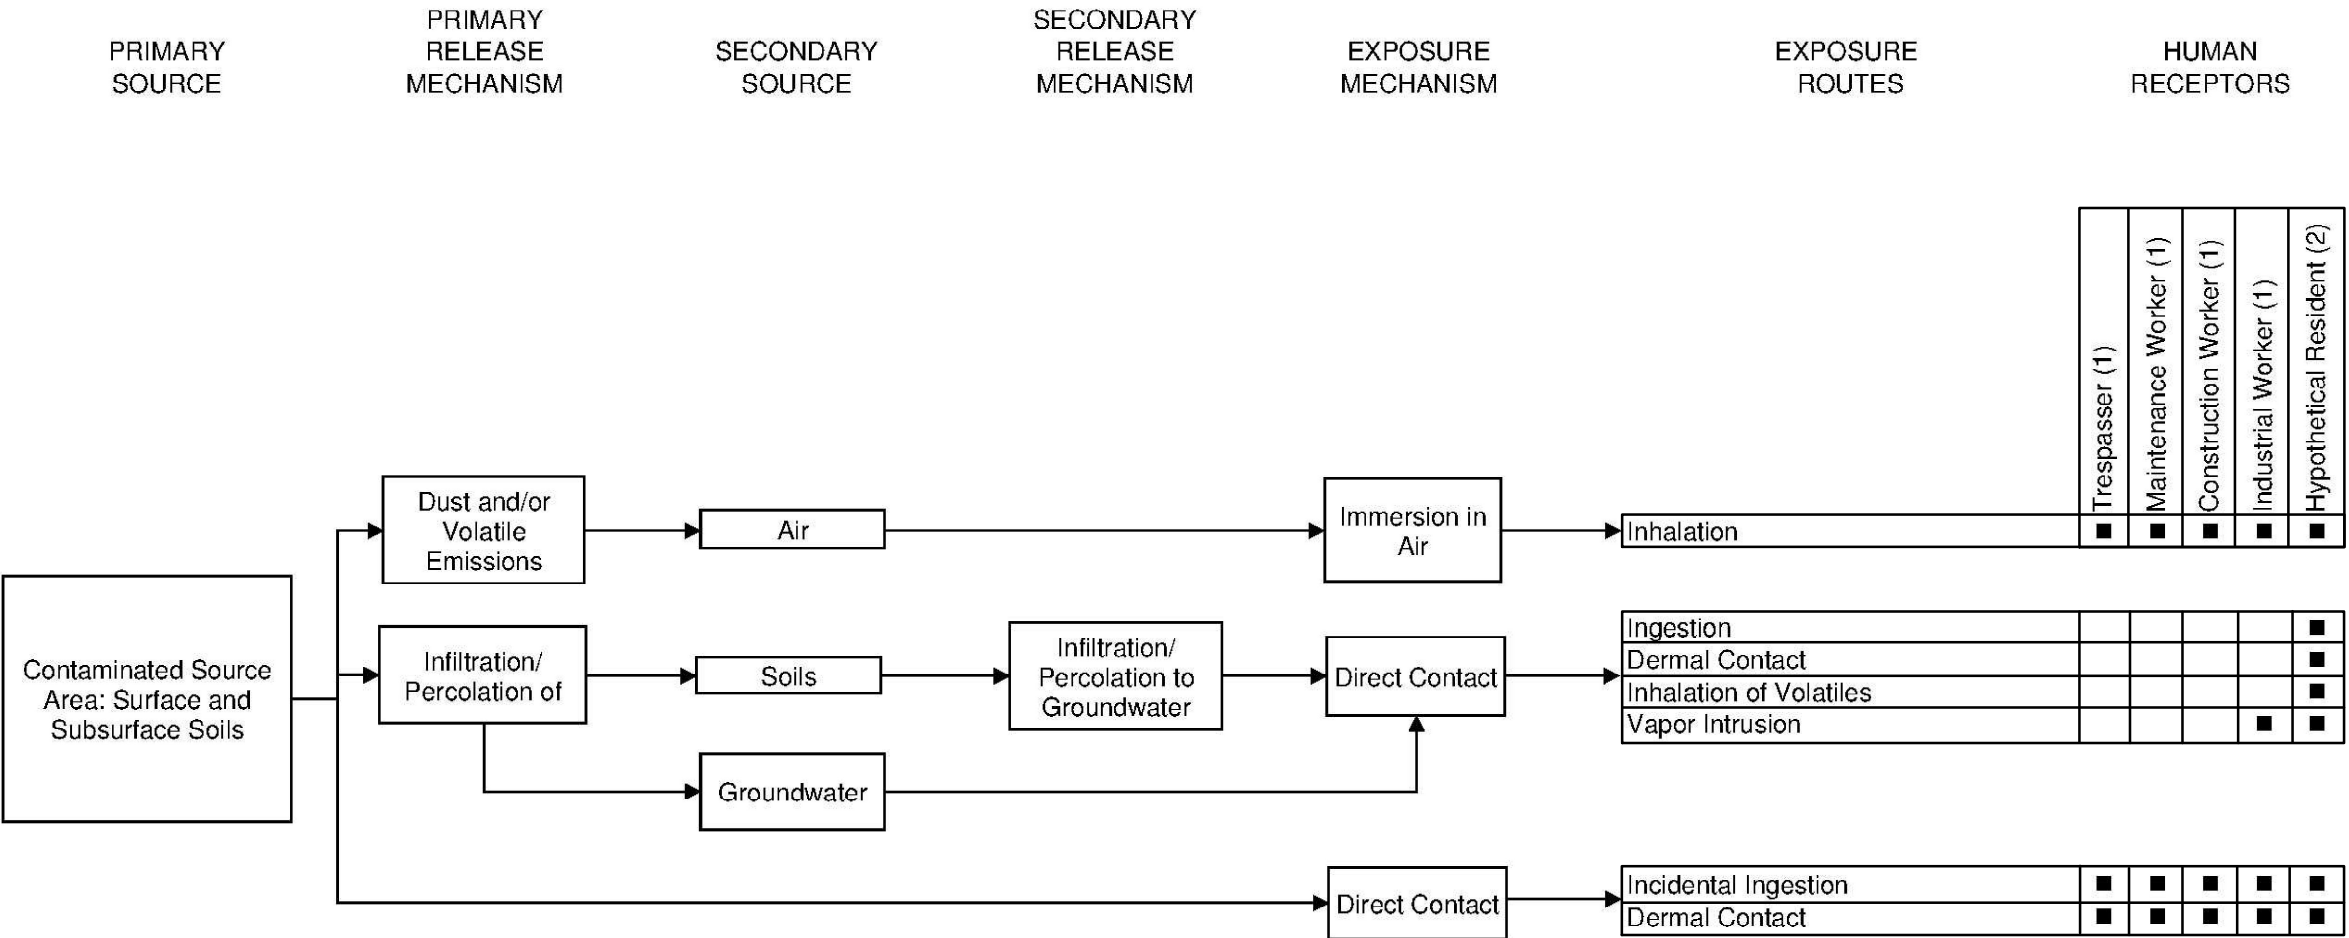 PRIMARY
SOURCE
PRIMARY
RELEASE
MECHANISM
SECONDARY
SOURCE
SECONDARY
RELEASE
MECHANISM
EXPOSURE
MECHANISM
EXPOSURE
ROUTES
HUMAN
RECEPTORS
Trespasser (1)
Maintenance Worker (1)
Construction Worker (1)
Industrial Worker (1)
Hypothetical Resident (2)
Dust and/or
Volatile
Emissions
Air
Immersion in
Air
Inhalation
Contaminated Source
Area: Surface and
Subsurface Soils
Infiltration/
Percolation of
Soils
Infiltration/
Percolation to
Groundwater
Direct Contact
Ingestion
Dermal Contact
Inhalation of Volatiles
Vapor Intrusion
Groundwater
Direct Contact
Incidental Ingestion
Dermal Contact